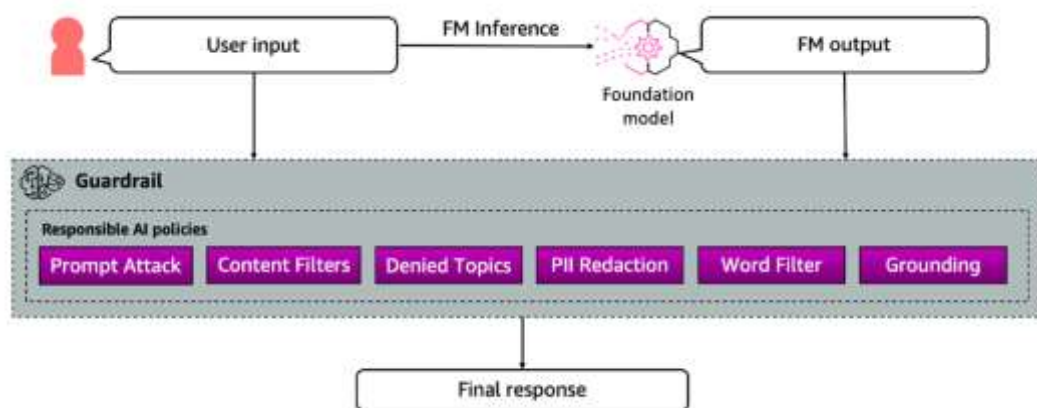 User input
FM Inference
FM output
Foundation
model
Guardrail
Responsible AI policies
Prompt Attack
Content Filters
Denied Topics
PII Redaction
Word Filter
Grounding
Final response